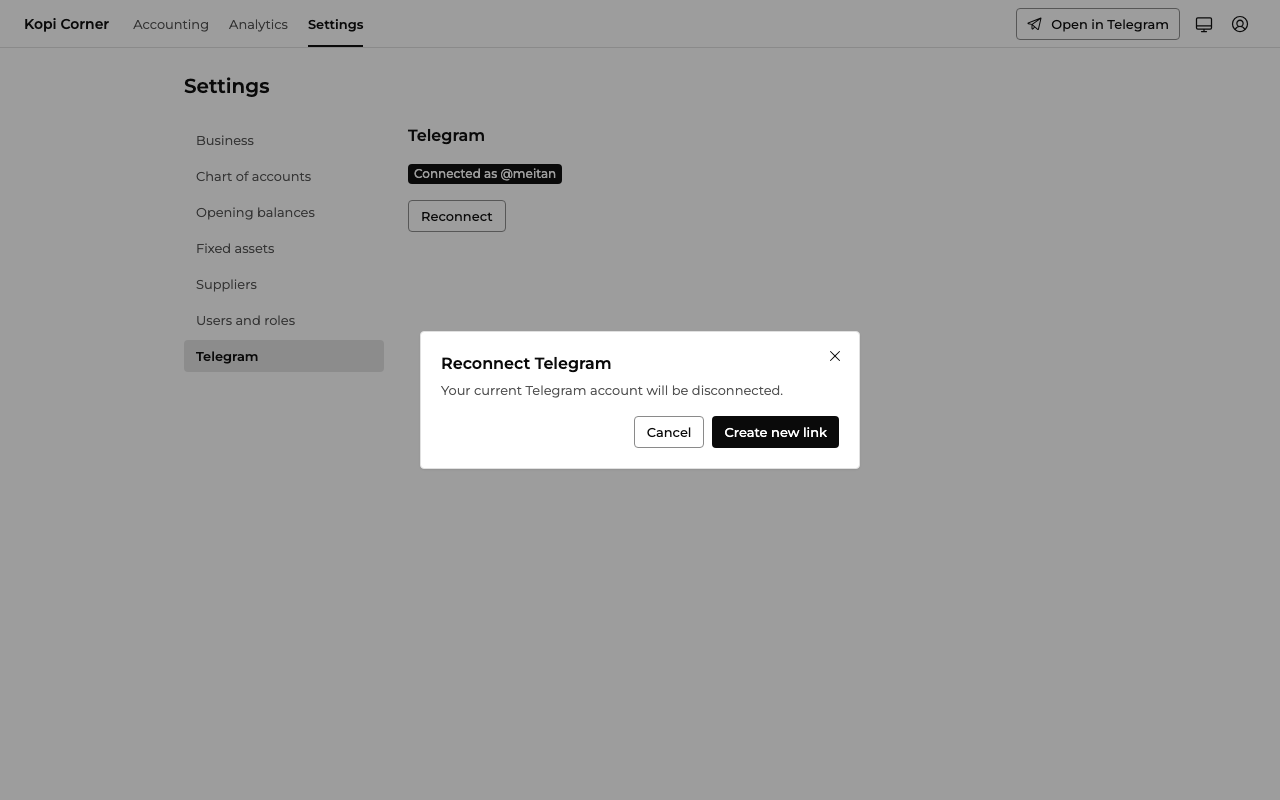 Kopi Corner Accounting Analytics Settings Open in Telegram
Settings
Business
Chart of accounts
Opening balances
Fixed assets
Suppliers
Users and roles
Telegram
Telegram
Connected as @meitan
Reconnect
Reconnect Telegram
Your current Telegram account will be disconnected.
Cancel Create new link